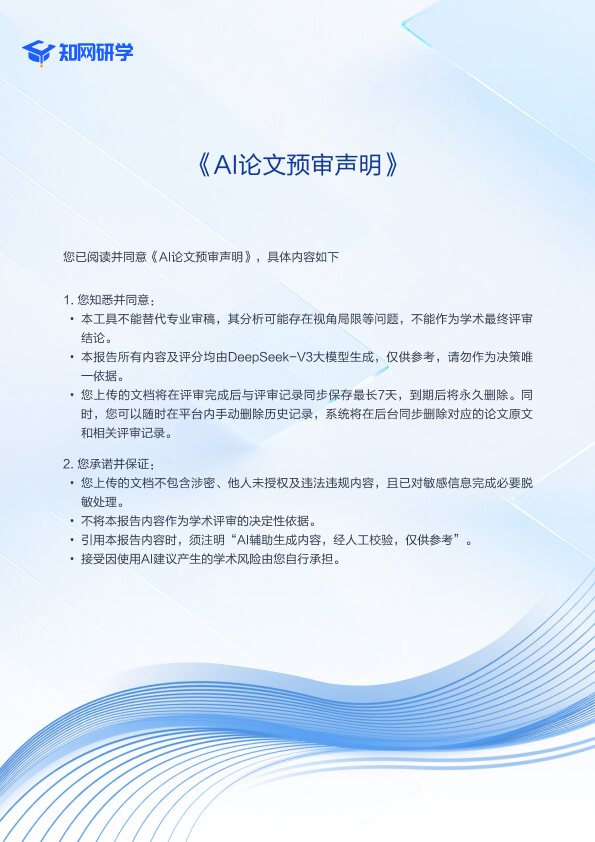 知网研学
《AI论文预审声明》
您已阅读并同意《AI论文预审声明》，具体内容如下
1. 您知悉并同意：
• 本工具不能替代专业审稿，其分析可能存在视角局限等问题，不能作为学术最终评审
结论。
• 本报告所有内容及评分均由DeepSeek-V3大模型生成，仅供参考，请勿作为决策唯
一依据。
• 您上传的文档将在评审完成后与评审记录同步保存最长7天，到期后将永久删除。同
时，您可以随时在平台内手动删除历史记录，系统将在后台同步删除对应的论文原文
和相关评审记录。
2. 您承诺并保证：
• 您上传的文档不包含涉密、他人未授权及违法违规内容，且已对敏感信息完成必要脱
敏处理。
• 不将本报告内容作为学术评审的决定性依据。
• 引用本报告内容时，须注明“AI辅助生成内容，经人工校验，仅供参考”。
• 接受因使用AI建议产生的学术风险由您自行承担。